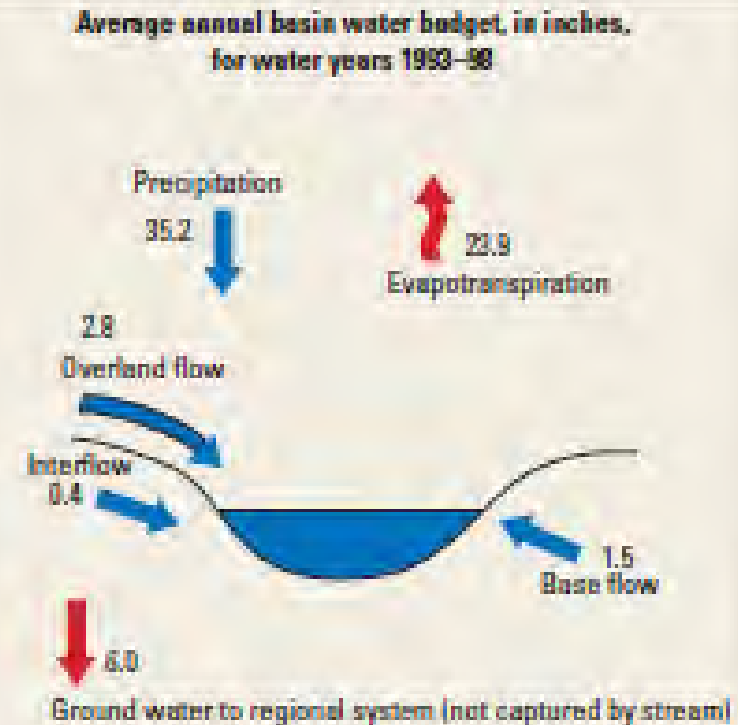 Average annual basin water budget, in inches,
for water years 1993–98
Precipitation
35.2
23.9
Evapotranspiration
2.8
Overland flow
Interflow
0.4
1.5
Base flow
6.0
Ground water to regional system (not captured by stream)